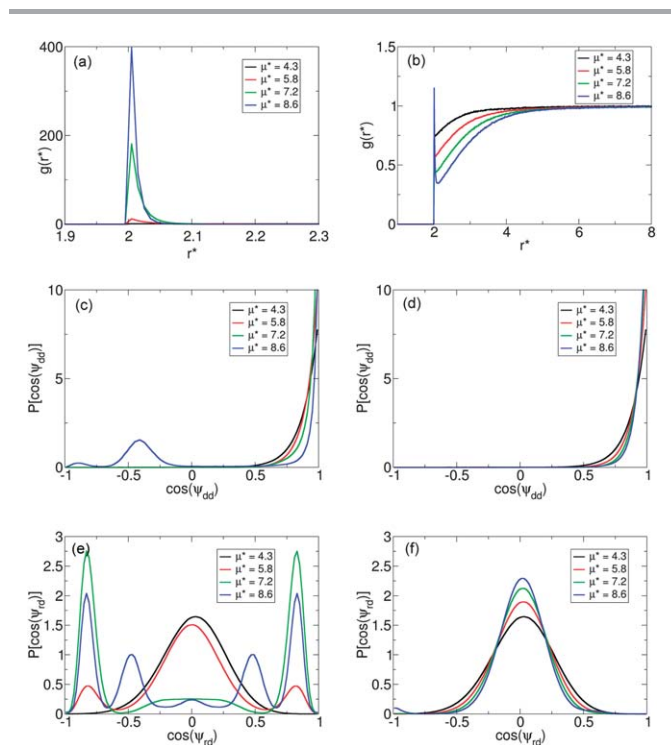 (a)
μ* = 4.3
μ* = 5.8
μ* = 7.2
μ* = 8.6
400
200
0
g(r*)
1.9 2 2.1 2.2 2.3
r*
(b)
μ* = 4.3
μ* = 5.8
μ* = 7.2
μ* = 8.6
1.5
1
0.5
0
g(r*)
2 4 6 8
r*
(c)
μ* = 4.3
μ* = 5.8
μ* = 7.2
μ* = 8.6
10
5
0
P[cos(ψdd)]
-1 -0.5 0 0.5 1
cos(ψdd)
(d)
μ* = 4.3
μ* = 5.8
μ* = 7.2
μ* = 8.6
10
5
0
P[cos(ψdd)]
-1 -0.5 0 0.5 1
cos(ψdd)
(e)
μ* = 4.3
μ* = 5.8
μ* = 7.2
μ* = 8.6
3
2.5
2
1.5
1
0.5
0
P[cos(ψrd)]
-1 -0.5 0 0.5 1
cos(ψrd)
(f)
μ* = 4.3
μ* = 5.8
μ* = 7.2
μ* = 8.6
3
2.5
2
1.5
1
0.5
0
P[cos(ψrd)]
-1 -0.5 0 0.5 1
cos(ψrd)